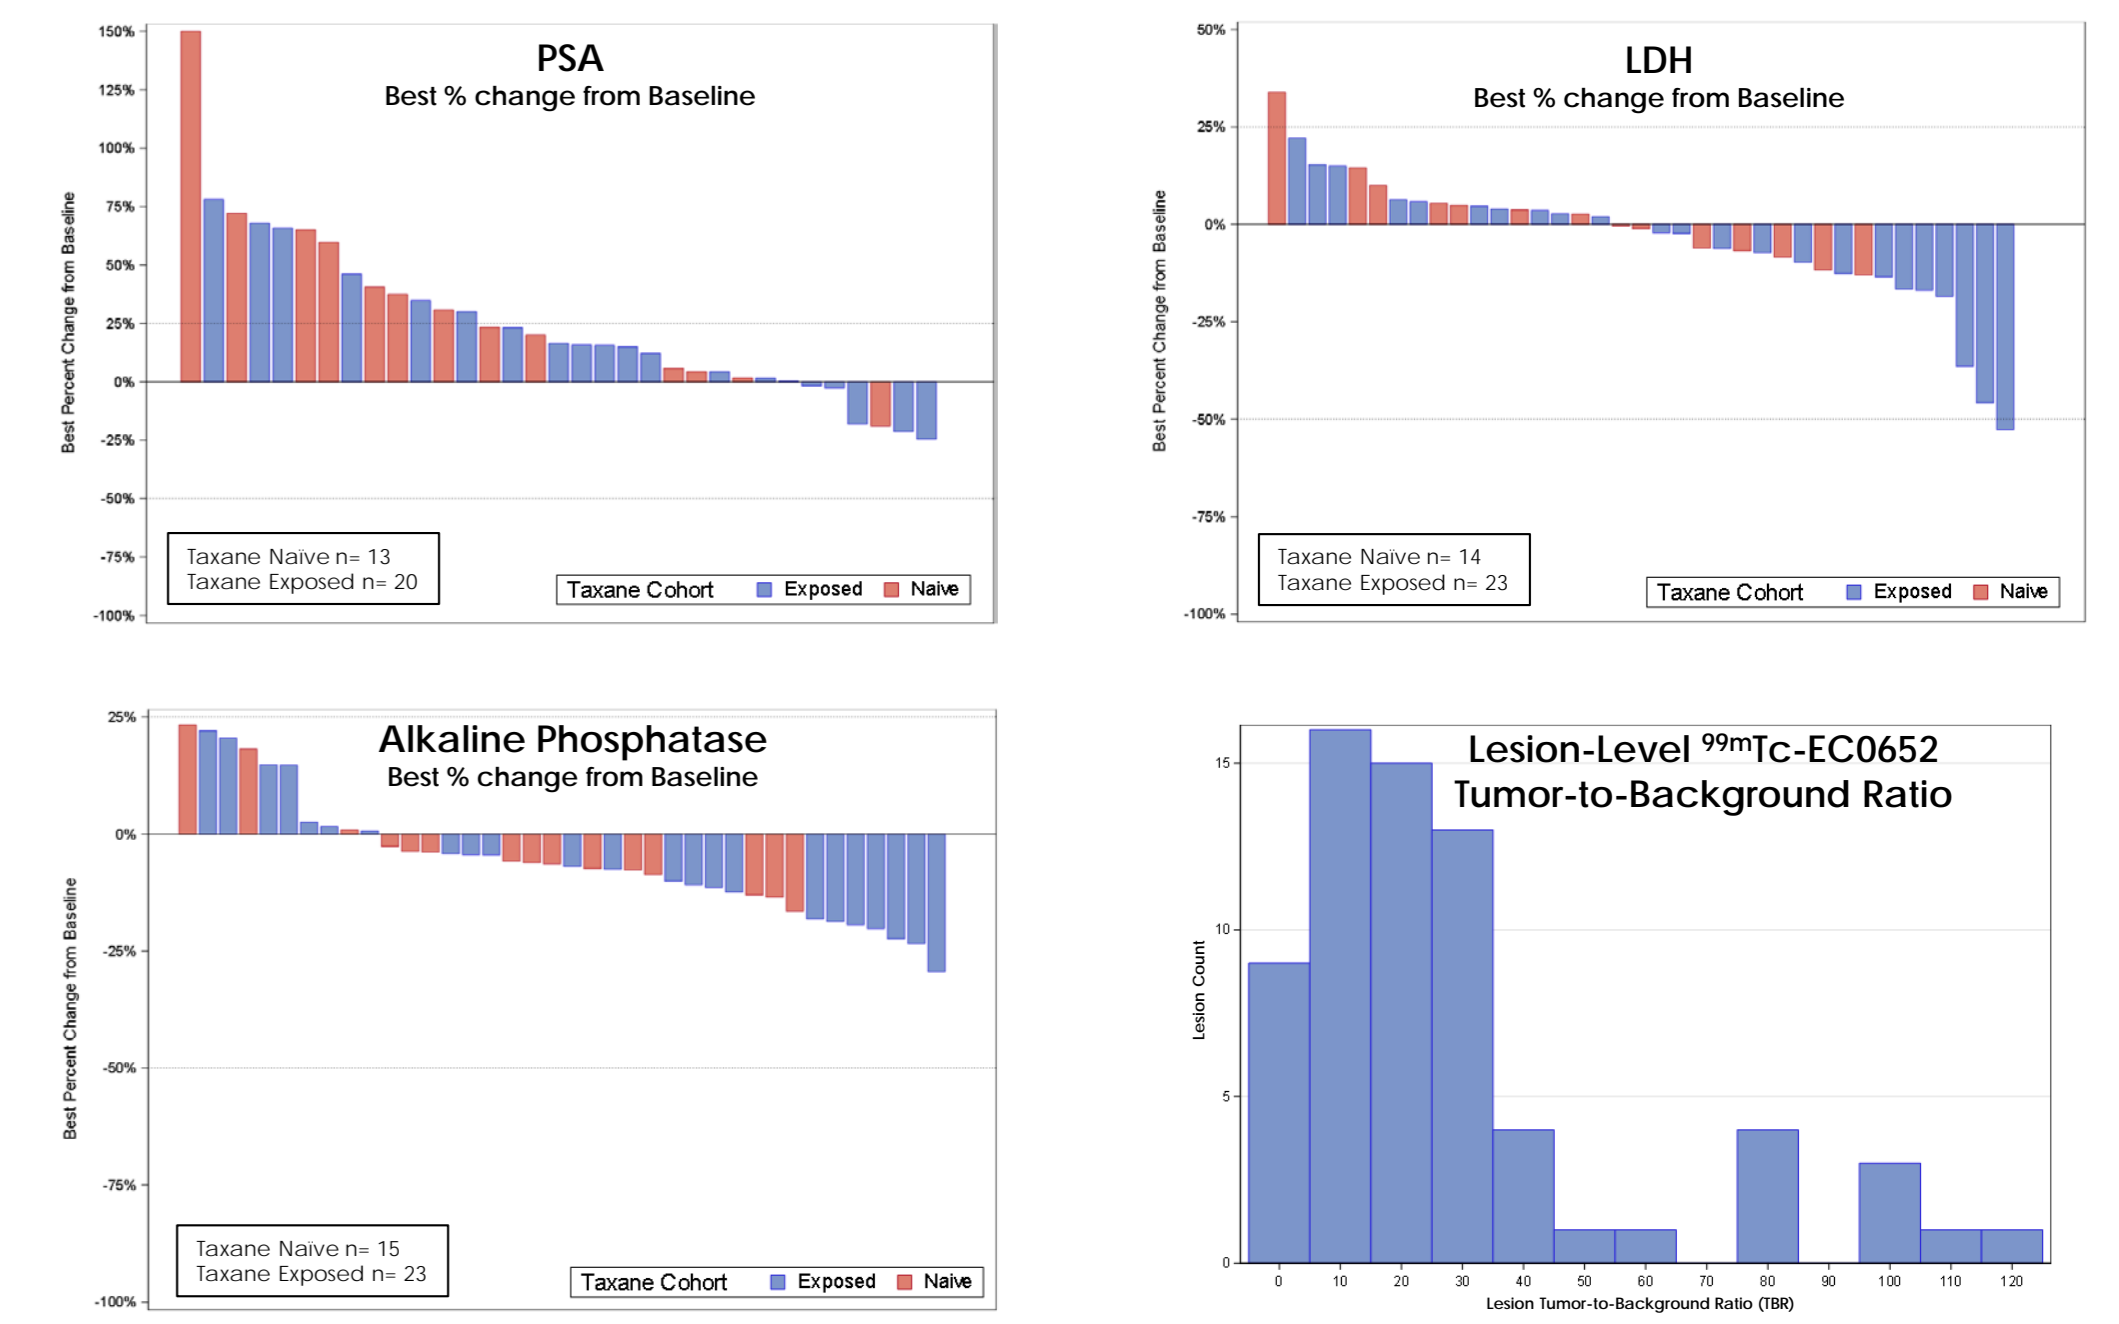 PSA
Best % change from Baseline
150%
125%
100%
75%
50%
25%
0%
-25%
-50%
-75%
-100%
Best Percent Change from Baseline
Taxane Naïve n= 13
Taxane Exposed n= 20
Taxane Cohort Exposed Naive
LDH
Best % change from Baseline
50%
25%
0%
-25%
-50%
-75%
-100%
Best Percent Change from Baseline
Taxane Naïve n= 14
Taxane Exposed n= 23
Taxane Cohort Exposed Naive
Alkaline Phosphatase
Best % change from Baseline
25%
0%
-25%
-50%
-75%
-100%
Best Percent Change from Baseline
Taxane Naïve n= 15
Taxane Exposed n= 23
Taxane Cohort Exposed Naive
Lesion-Level ⁹⁹ᵐTc-EC0652
Tumor-to-Background Ratio
15
10
5
0
Lesion Count
0 10 20 30 40 50 60 70 80 90 100 110 120
Lesion Tumor-to-Background Ratio (TBR)